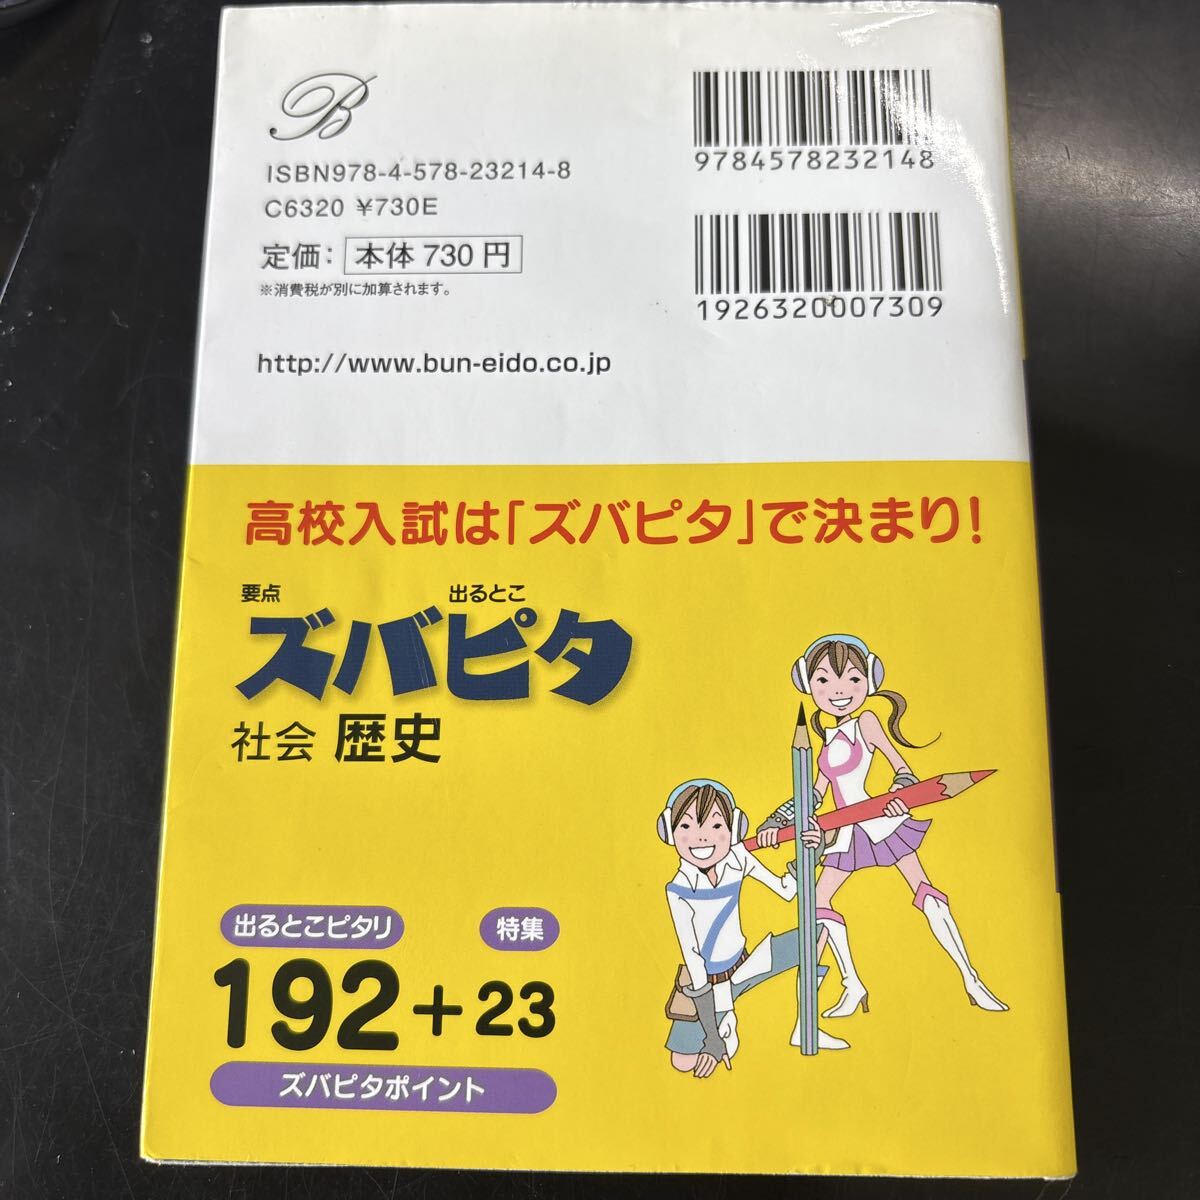 B
ISBN978-4-578-23214-8
C6320 ¥730E
定価: 本体 730 円
※消費税が別に加算されます。
http://www.bun-eido.co.jp
9784578232148
1926320007309
高校入試は「ズバピタ」で決まり!
要点 出るとこ
ズバピタ
社会 歴史
出るとこピタリ 特集
192+23
ズバピタポイント
P
Z